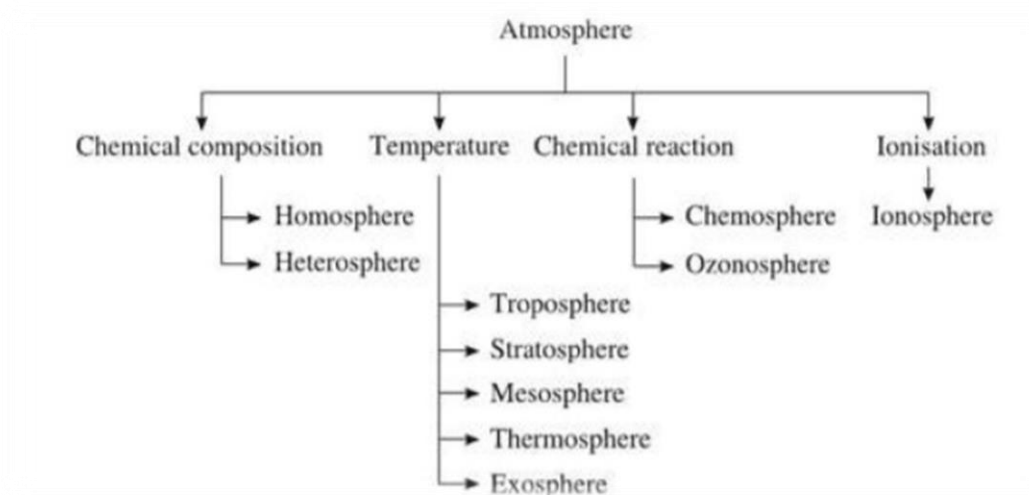 Atmosphere
Chemical composition Temperature Chemical reaction Ionisation
Homosphere Chemosphere Ionosphere
Heterosphere Ozonosphere
Troposphere
Stratosphere
Mesosphere
Thermosphere
Exosphere